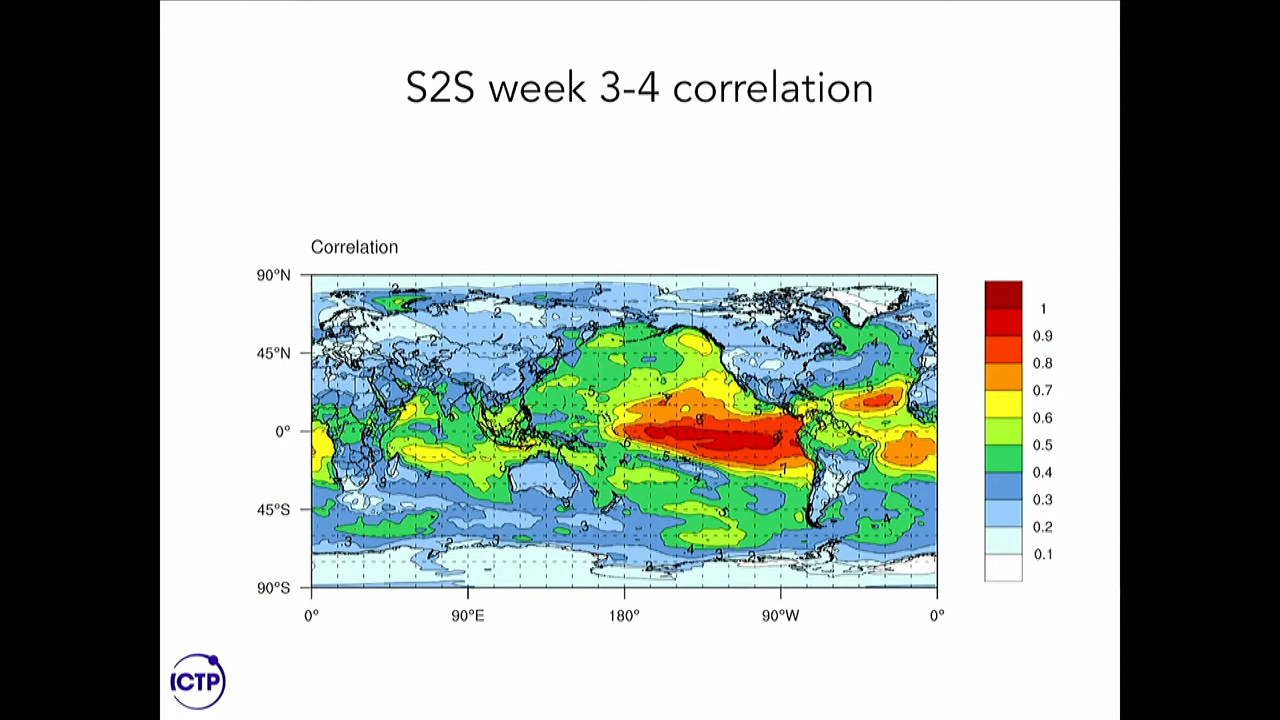 S2S week 3-4 correlation
Correlation
90°N
45°N
0°
45°S
90°S
0°
90°E
180°
90°W
0°
1
0.9
0.8
0.7
0.6
0.5
0.4
0.3
0.2
0.1
ICTP